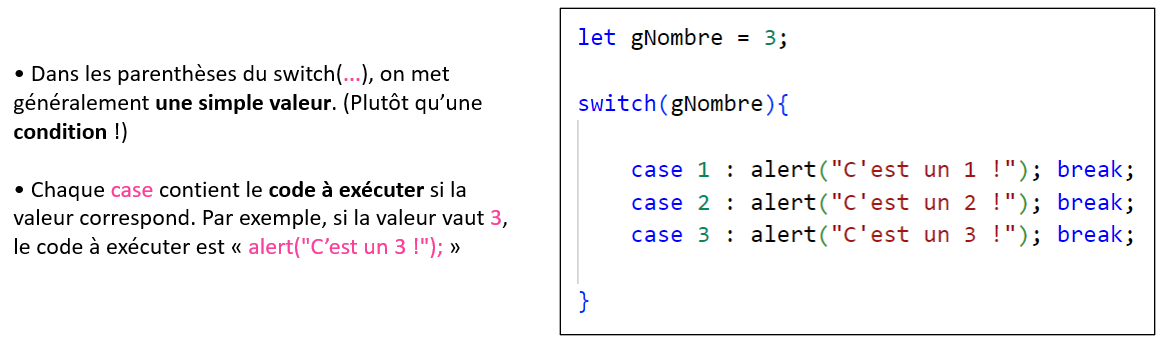 • Dans les parenthèses du switch(...), on met
généralement une simple valeur. (Plutôt qu’une
condition !)
• Chaque case contient le code à exécuter si la
valeur correspond. Par exemple, si la valeur vaut 3,
le code à exécuter est « alert("C’est un 3 !"); »
let gNombre = 3;
switch(gNombre){
case 1 : alert("C'est un 1 !"); break;
case 2 : alert("C'est un 2 !"); break;
case 3 : alert("C'est un 3 !"); break;
}